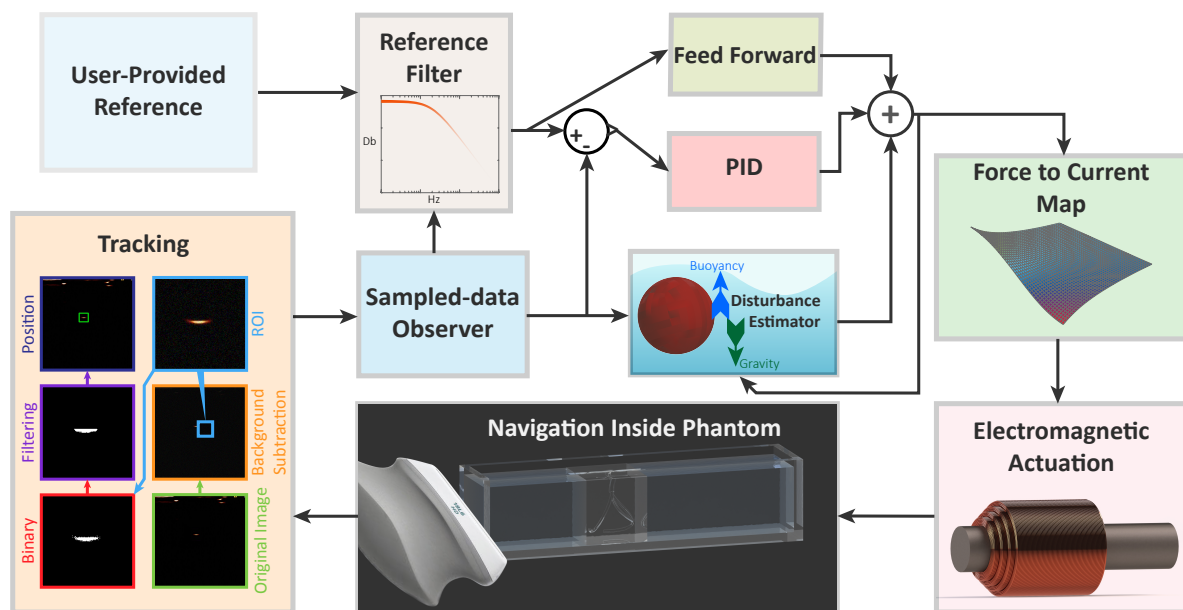 User-Provided
Reference
Reference
Filter
Db
Hz
Feed Forward
+
-
+
PID
Force to Current
Map
Tracking
Position
ROI
Filtering
Background
Subtraction
Binary
Original Image
Sampled-data
Observer
Buoyancy
Disturbance
Estimator
Gravity
Navigation Inside Phantom
Electromagnetic
Actuation